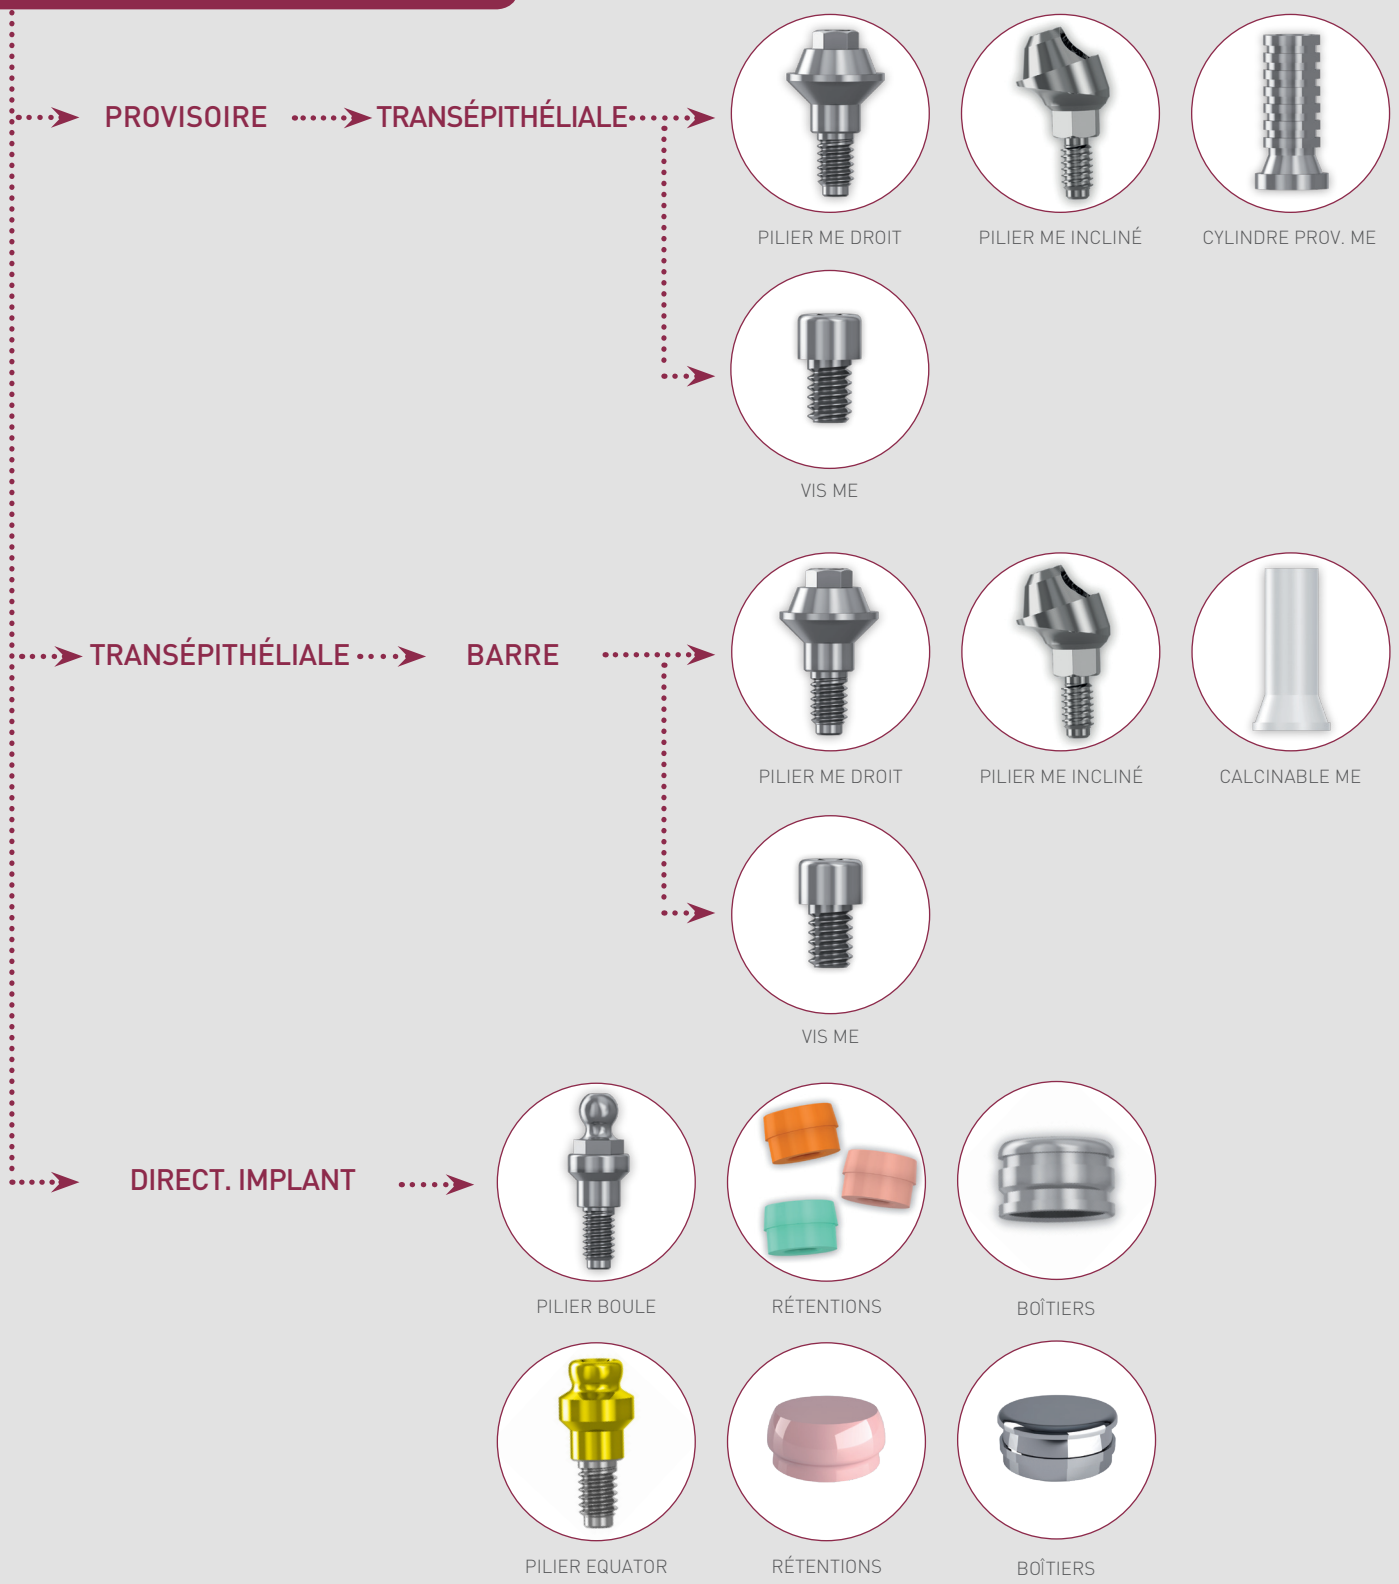 PROVISOIRE
TRANSÉPITHÉLIALE
PILIER ME DROIT
PILIER ME INCLINÉ
CYLINDRE PROV. ME
VIS ME
TRANSÉPITHÉLIALE
BARRE
PILIER ME DROIT
PILIER ME INCLINÉ
CALCINABLE ME
VIS ME
DIRECT. IMPLANT
PILIER BOULE
RÉTENTIONS
BOÎTIERS
PILIER EQUATOR
RÉTENTIONS
BOÎTIERS